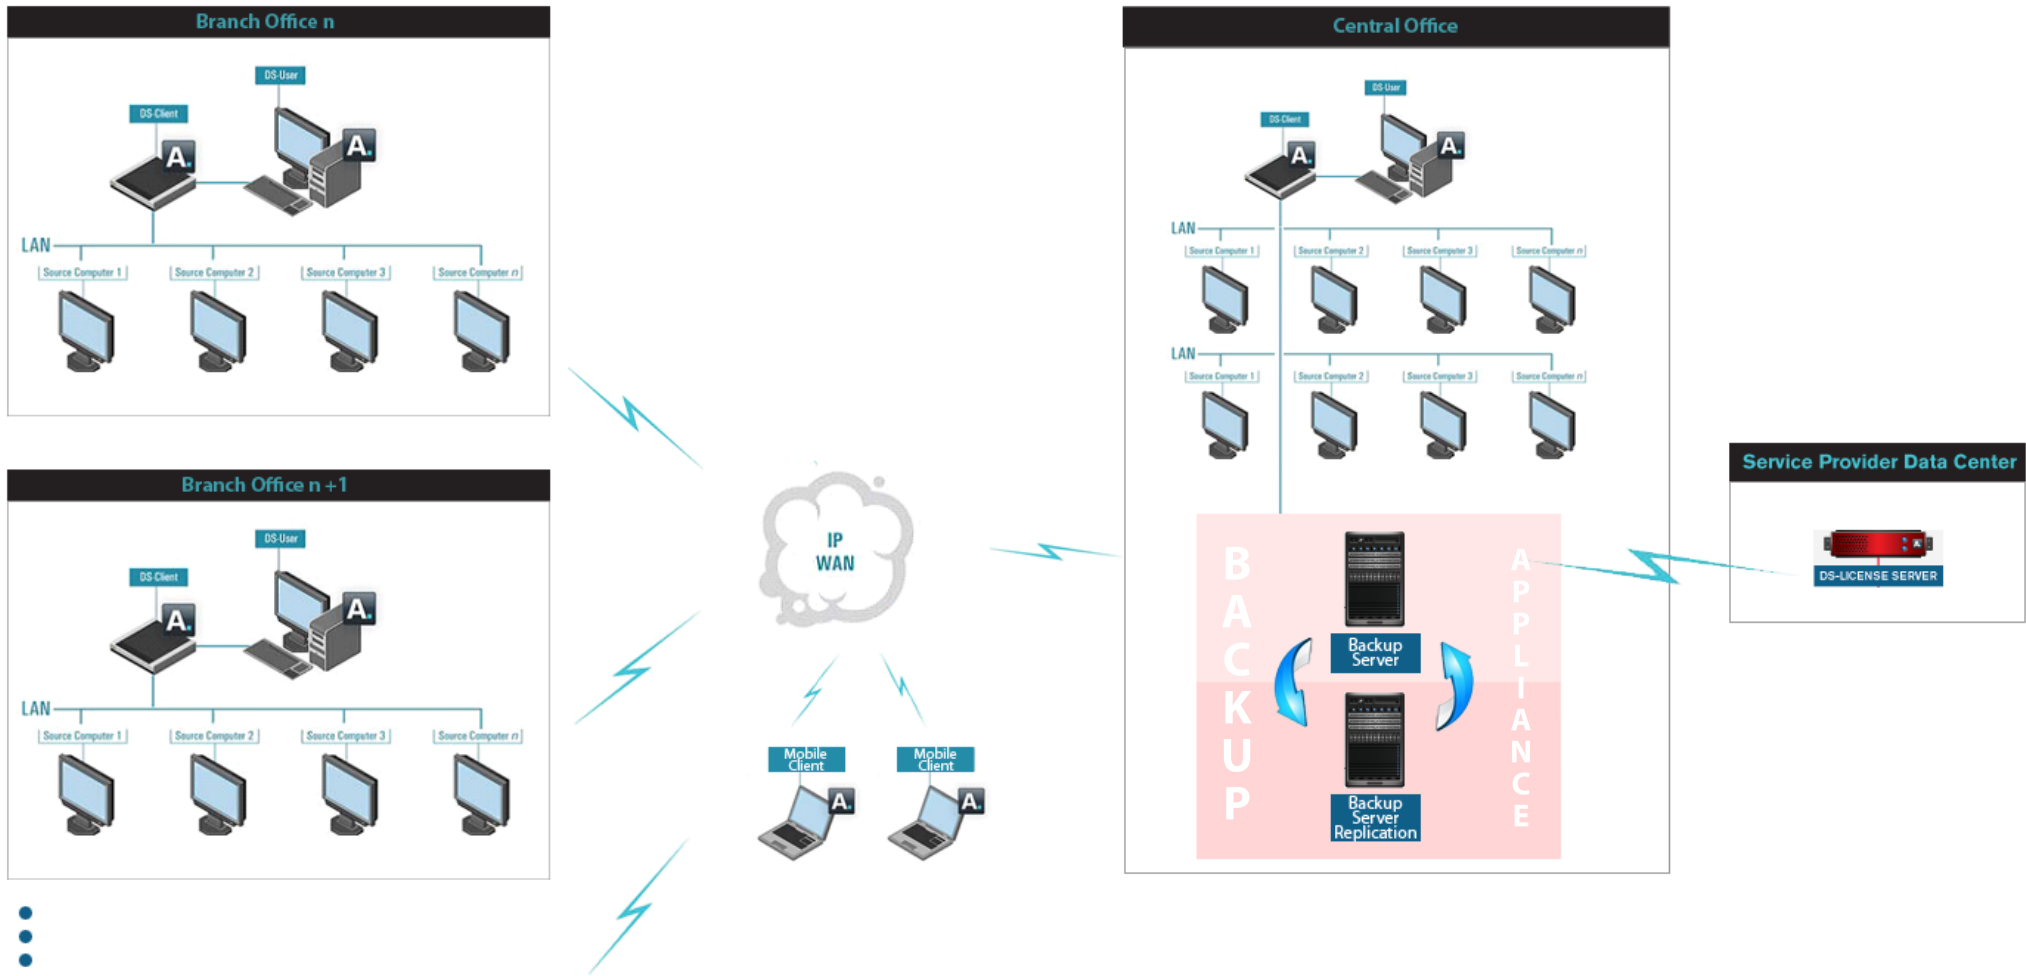 Branch Office n
DS-User
DS-Client
A.
A.
LAN
Source Computer 1
Source Computer 2
Source Computer 3
Source Computer n
Branch Office n +1
DS-User
DS-Client
A.
A.
LAN
Source Computer 1
Source Computer 2
Source Computer 3
Source Computer n
IP
WAN
Mobile
Client
A.
Mobile
Client
A.
Central Office
DS-User
DS-Client
A.
A.
LAN
Source Computer 1
Source Computer 2
Source Computer 3
Source Computer n
LAN
Source Computer 1
Source Computer 2
Source Computer 3
Source Computer n
BACKUP
APPLIANCE
Backup
Server
Backup
Server
Replication
Service Provider Data Center
A
DS-LICENSE SERVER